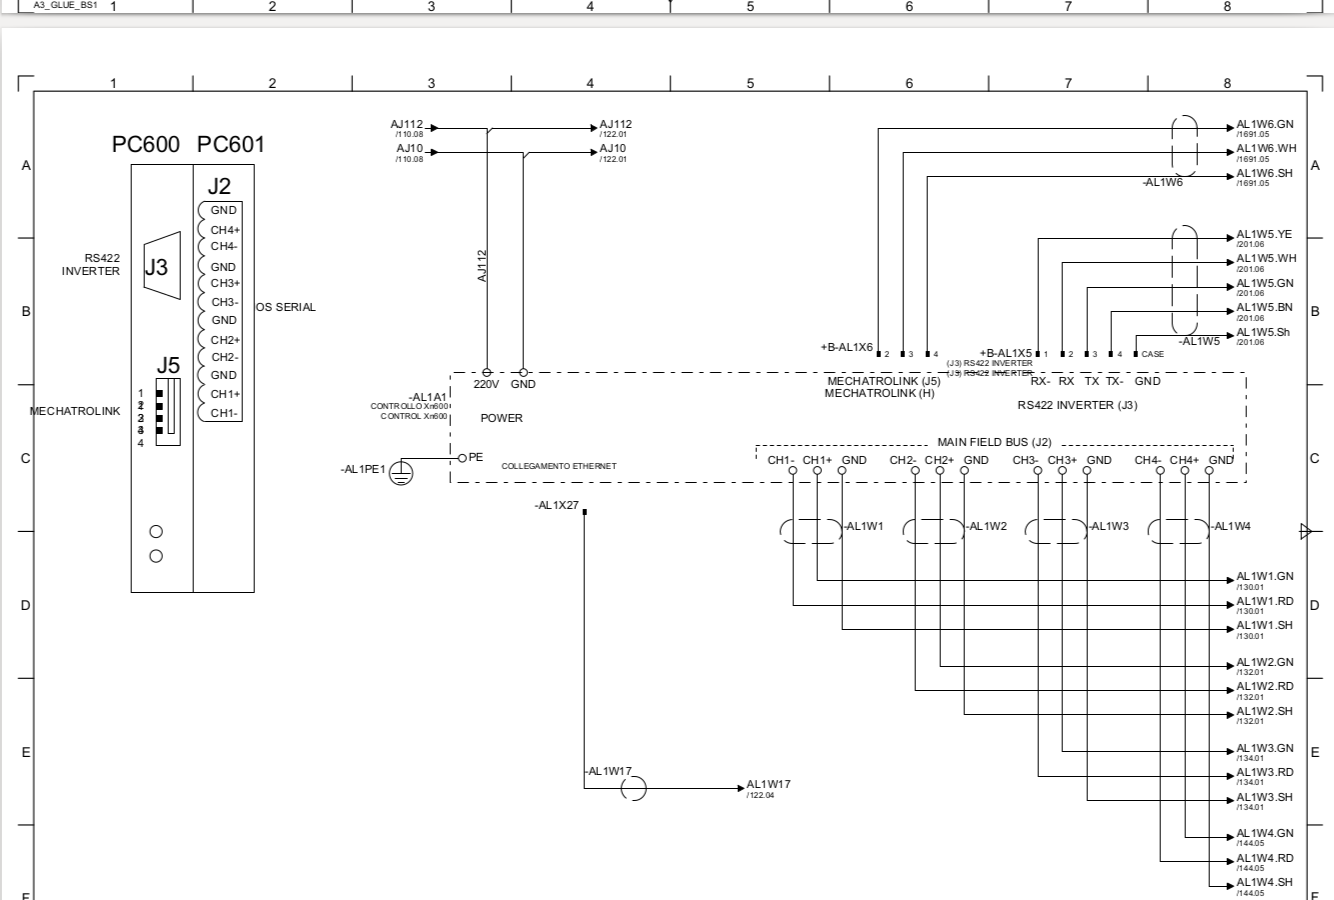 A3_GLUE_BS1
1 2 3 4 5 6 7 8
1 2 3 4 5 6 7 8
A
B
C
D
E
F
PC600 PC601
J2
GND
CH4+
CH4-
GND
CH3+
CH3-
GND
CH2+
CH2-
GND
CH1+
CH1-
RS422
INVERTER
J3
OS SERIAL
J5
MECHATROLINK
1
2
3
4
AJ112
/110.08
AJ10
/110.08
AJ112
/122.01
AJ10
/122.01
AJ112
220V GND
POWER
-AL1A1
CONTROLLO Xn600
CONTROL Xn600
PE
-AL1PE1
COLLEGAMENTO ETHERNET
-AL1X27
-AL1W17
AL1W17
/122.04
AL1W6.GN
/1691.05
AL1W6.WH
/1691.05
AL1W6.SH
/1691.05
-AL1W6
AL1W5.YE
/201.06
AL1W5.WH
/201.06
AL1W5.GN
/201.06
AL1W5.BN
/201.06
AL1W5.Sh
/201.06
-AL1W5
+B-AL1X6 2 3 4
+B-AL1X5 1 2 3 4 CASE
(J3) RS422 INVERTER
(J3) RS422 INVERTER
MECHATROLINK (J5)
MECHATROLINK (H)
RX- RX TX TX- GND
RS422 INVERTER (J3)
MAIN FIELD BUS (J2)
CH1- CH1+ GND CH2- CH2+ GND CH3- CH3+ GND CH4- CH4+ GND
-AL1W1 -AL1W2 -AL1W3 -AL1W4
AL1W1.GN
/130.01
AL1W1.RD
/130.01
AL1W1.SH
/130.01
AL1W2.GN
/132.01
AL1W2.RD
/132.01
AL1W2.SH
/132.01
AL1W3.GN
/134.01
AL1W3.RD
/134.01
AL1W3.SH
/134.01
AL1W4.GN
/144.05
AL1W4.RD
/144.05
AL1W4.SH
/144.05
A
B
C
D
E
F